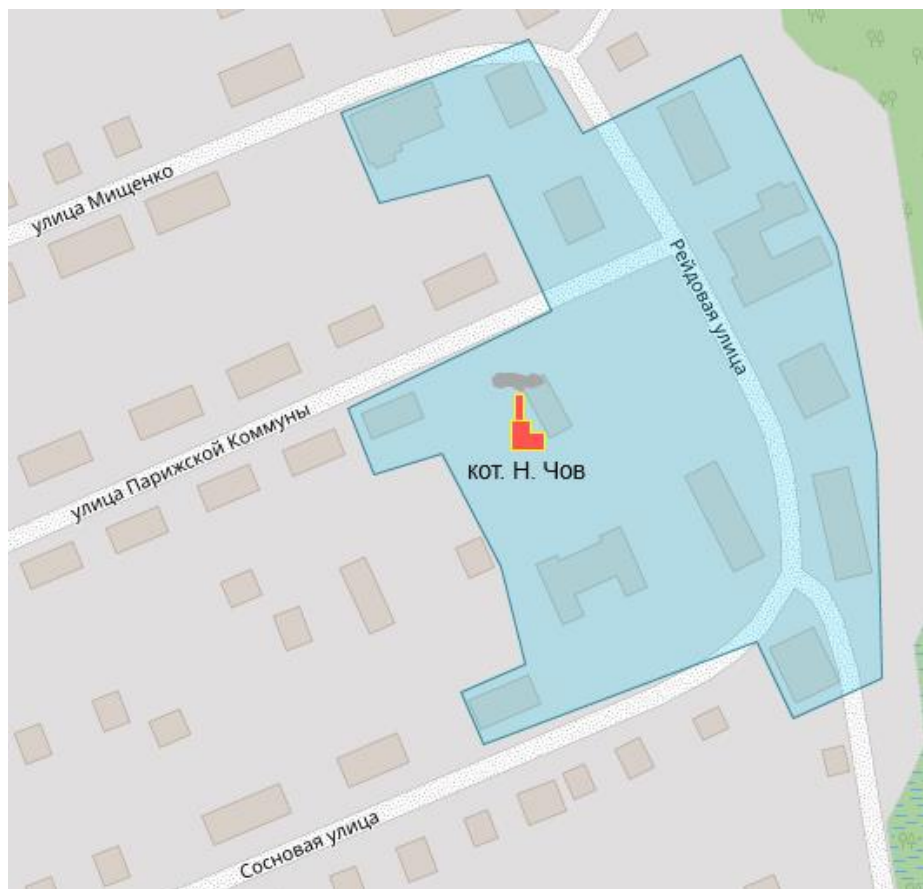 улица Мищенко
Рейдовая улица
улица Парижской Коммуны
кот. Н. Чов
Сосновая улица